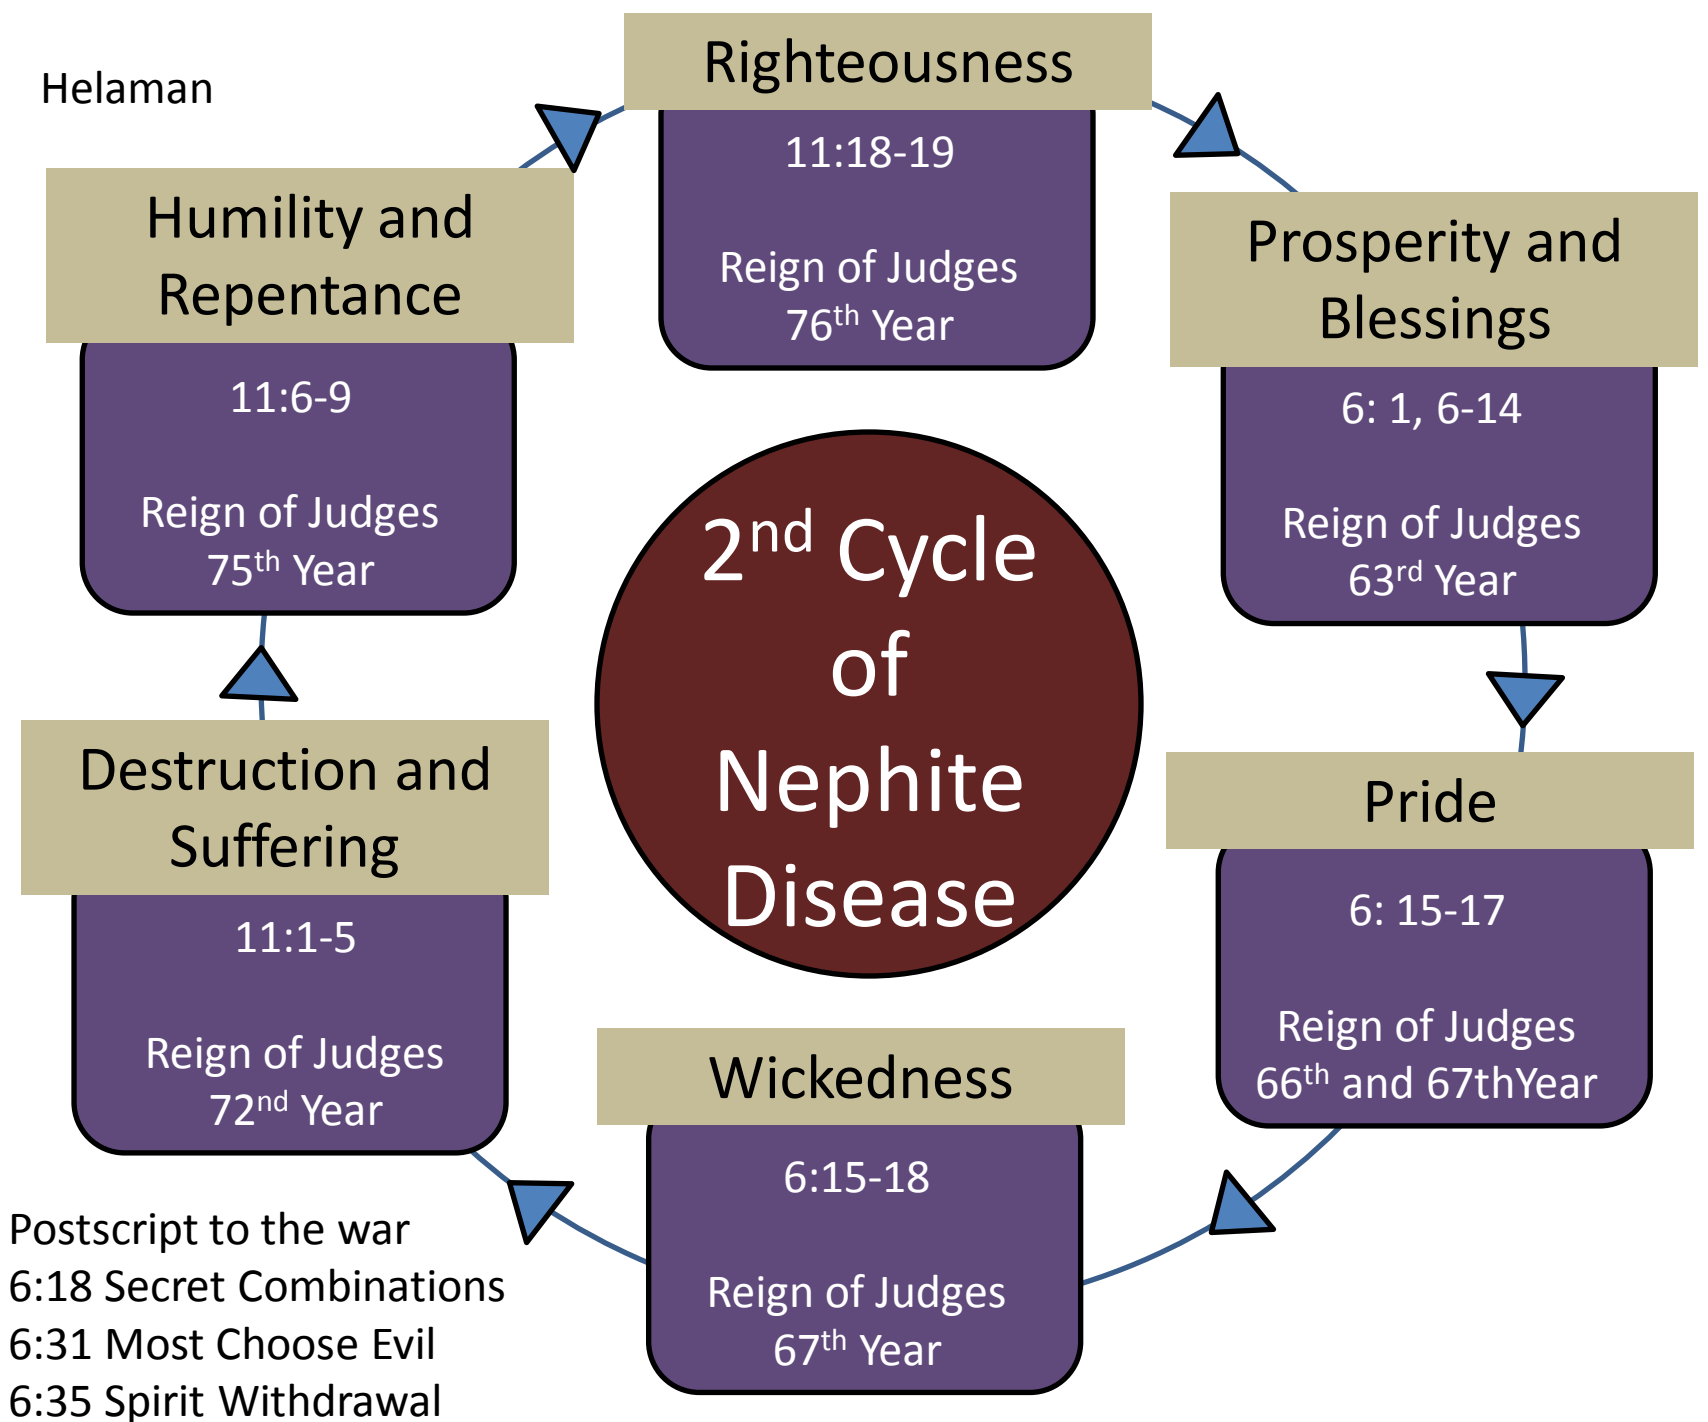 Helaman
Righteousness
11:18-19
Reign of Judges
76th Year
Prosperity and
Blessings
6: 1, 6-14
Reign of Judges
63rd Year
Pride
6: 15-17
Reign of Judges
66th and 67thYear
Wickedness
6:15-18
Reign of Judges
67th Year
Destruction and
Suffering
11:1-5
Reign of Judges
72nd Year
Humility and
Repentance
11:6-9
Reign of Judges
75th Year
2nd Cycle
of
Nephite
Disease
Postscript to the war
6:18 Secret Combinations
6:31 Most Choose Evil
6:35 Spirit Withdrawal